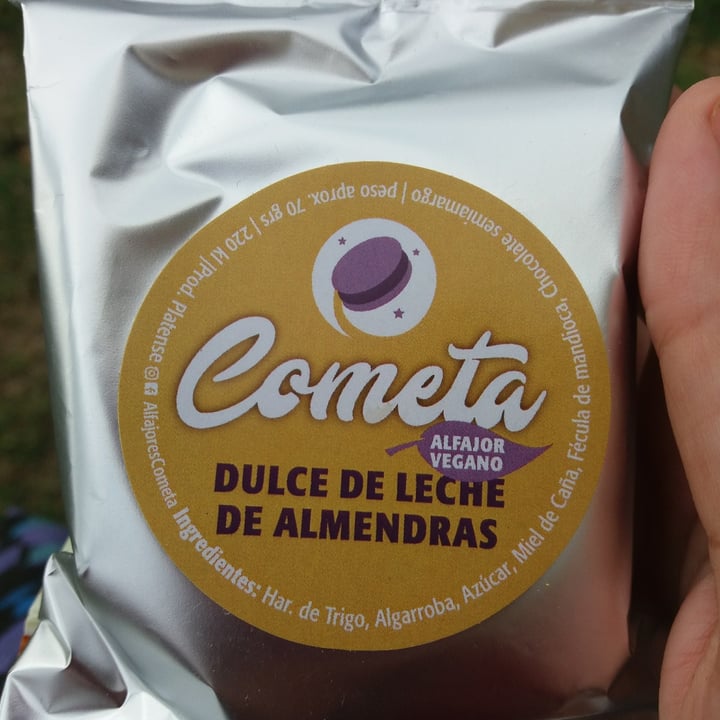 Cometa
ALFAJOR
VEGANO
DULCE DE LECHE
DE ALMENDRAS
Ingredientes: Har. de Trigo, Algarroba, Azúcar, Miel de Caña, Fécula de mandioca, Chocolate semiamargo | peso aprox. 70 grs | 220 kl |Prod. Platense
AlfajoresCometa